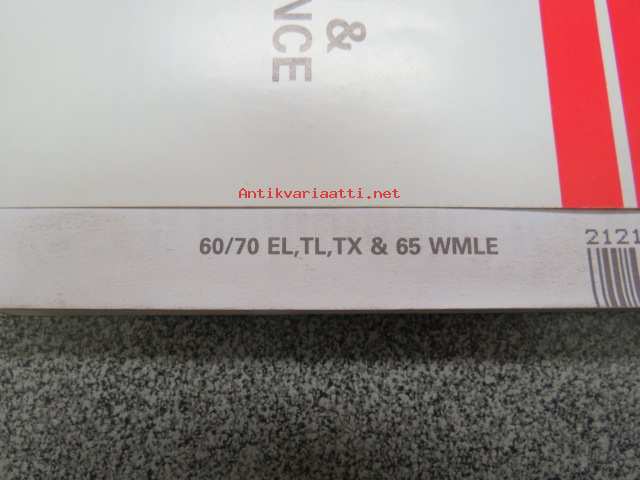 &
NCE
Antikvariaatti.net
60/70 EL,TL,TX & 65 WMLE
2121